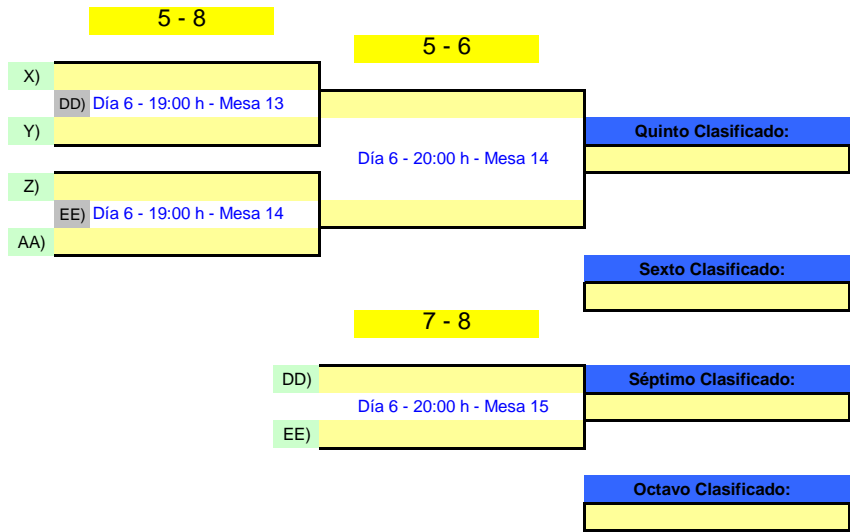 5 - 8
5 - 6
X)
DD) Día 6 - 19:00 h - Mesa 13
Y)
Quinto Clasificado:
Día 6 - 20:00 h - Mesa 14
Z)
EE) Día 6 - 19:00 h - Mesa 14
AA)
Sexto Clasificado:
7 - 8
DD)
Séptimo Clasificado:
Día 6 - 20:00 h - Mesa 15
EE)
Octavo Clasificado: